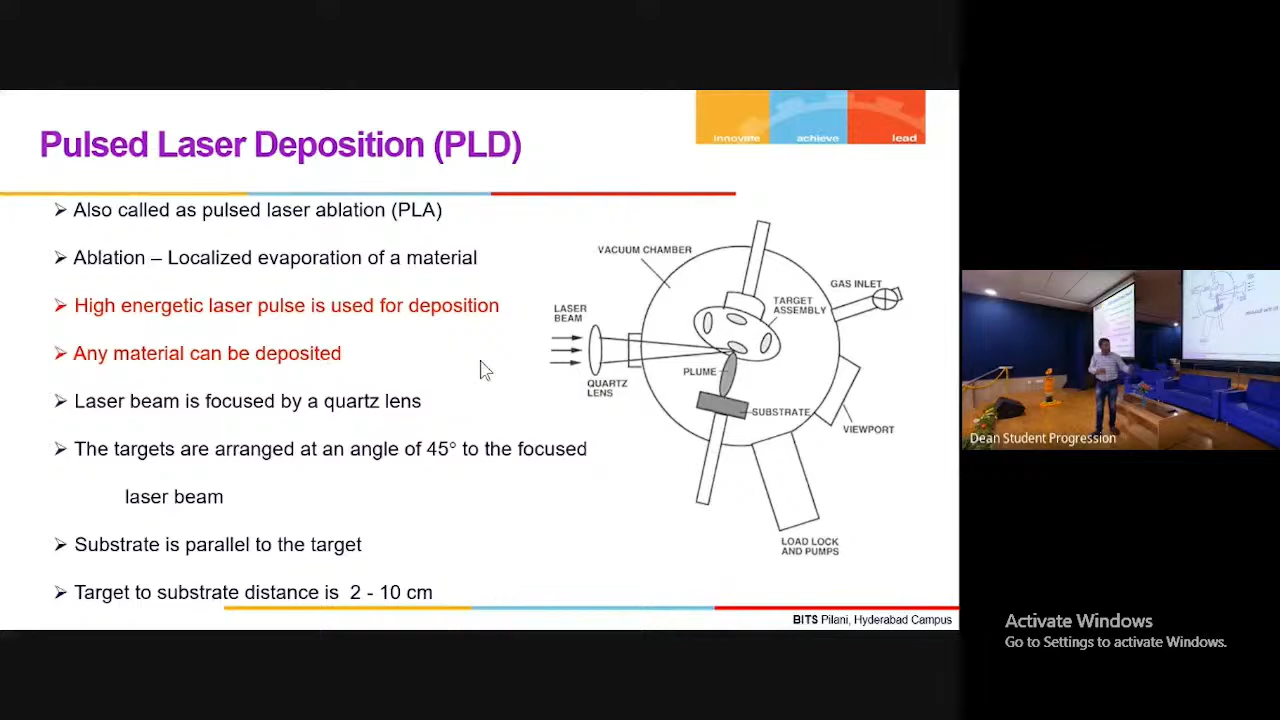 innovate achieve lead
Pulsed Laser Deposition (PLD)
➢ Also called as pulsed laser ablation (PLA)
➢ Ablation – Localized evaporation of a material
➢ High energetic laser pulse is used for deposition
➢ Any material can be deposited
➢ Laser beam is focused by a quartz lens
➢ The targets are arranged at an angle of 45° to the focused
laser beam
➢ Substrate is parallel to the target
➢ Target to substrate distance is 2 - 10 cm
VACUUM CHAMBER
GAS INLET
TARGET
ASSEMBLY
LASER
BEAM
PLUME
QUARTZ
LENS
SUBSTRATE
VIEWPORT
LOAD LOCK
AND PUMPS
BITS Pilani, Hyderabad Campus
Dean Student Progression
Activate Windows
Go to Settings to activate Windows.